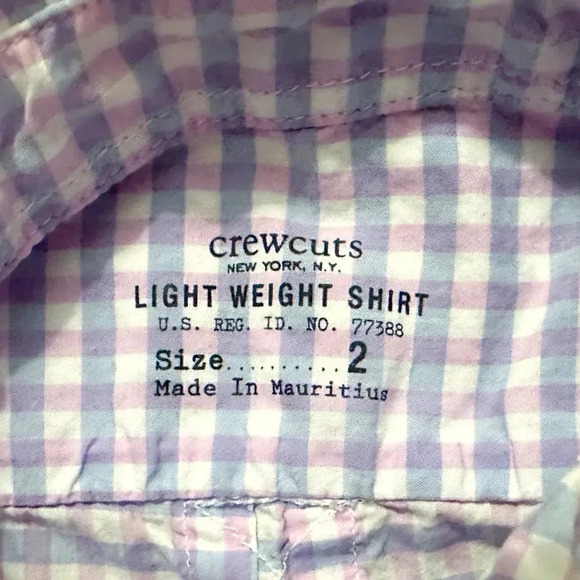 crewcuts
NEW YORK, N.Y.
LIGHT WEIGHT SHIRT
U.S. REG. ID. NO. 77388
Size..........2
Made In Mauritius